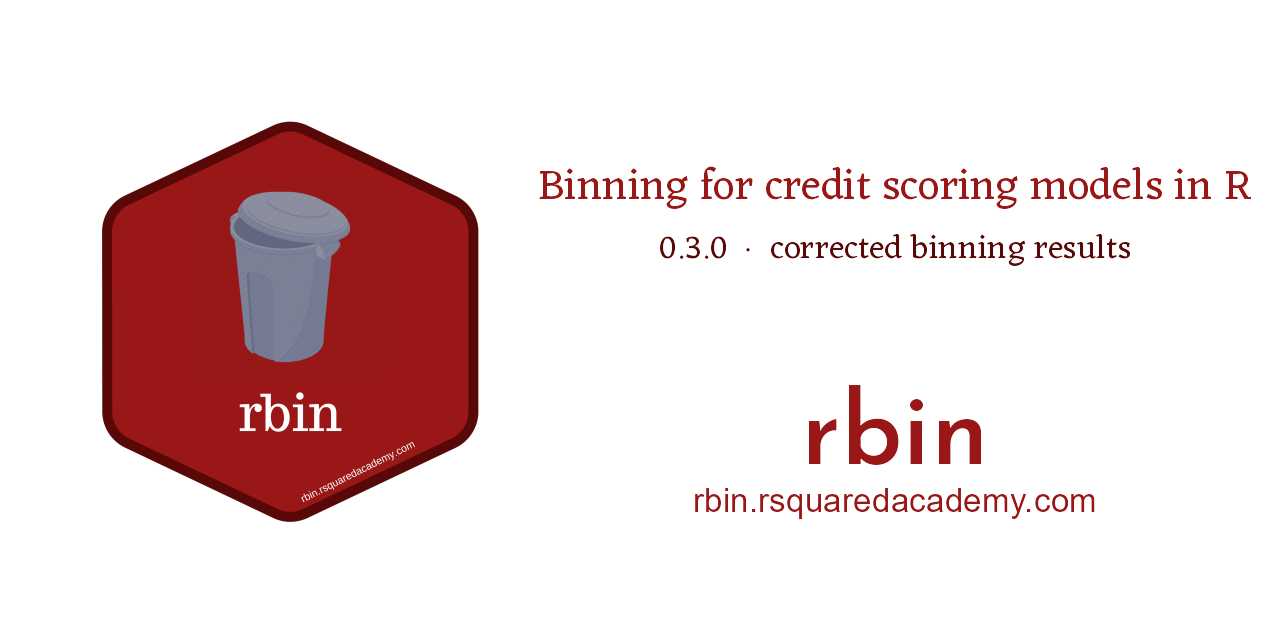 rbin
rbin.rsquaredacademy.com
Binning for credit scoring models in R
0.3.0 · corrected binning results
rbin
rbin.rsquaredacademy.com